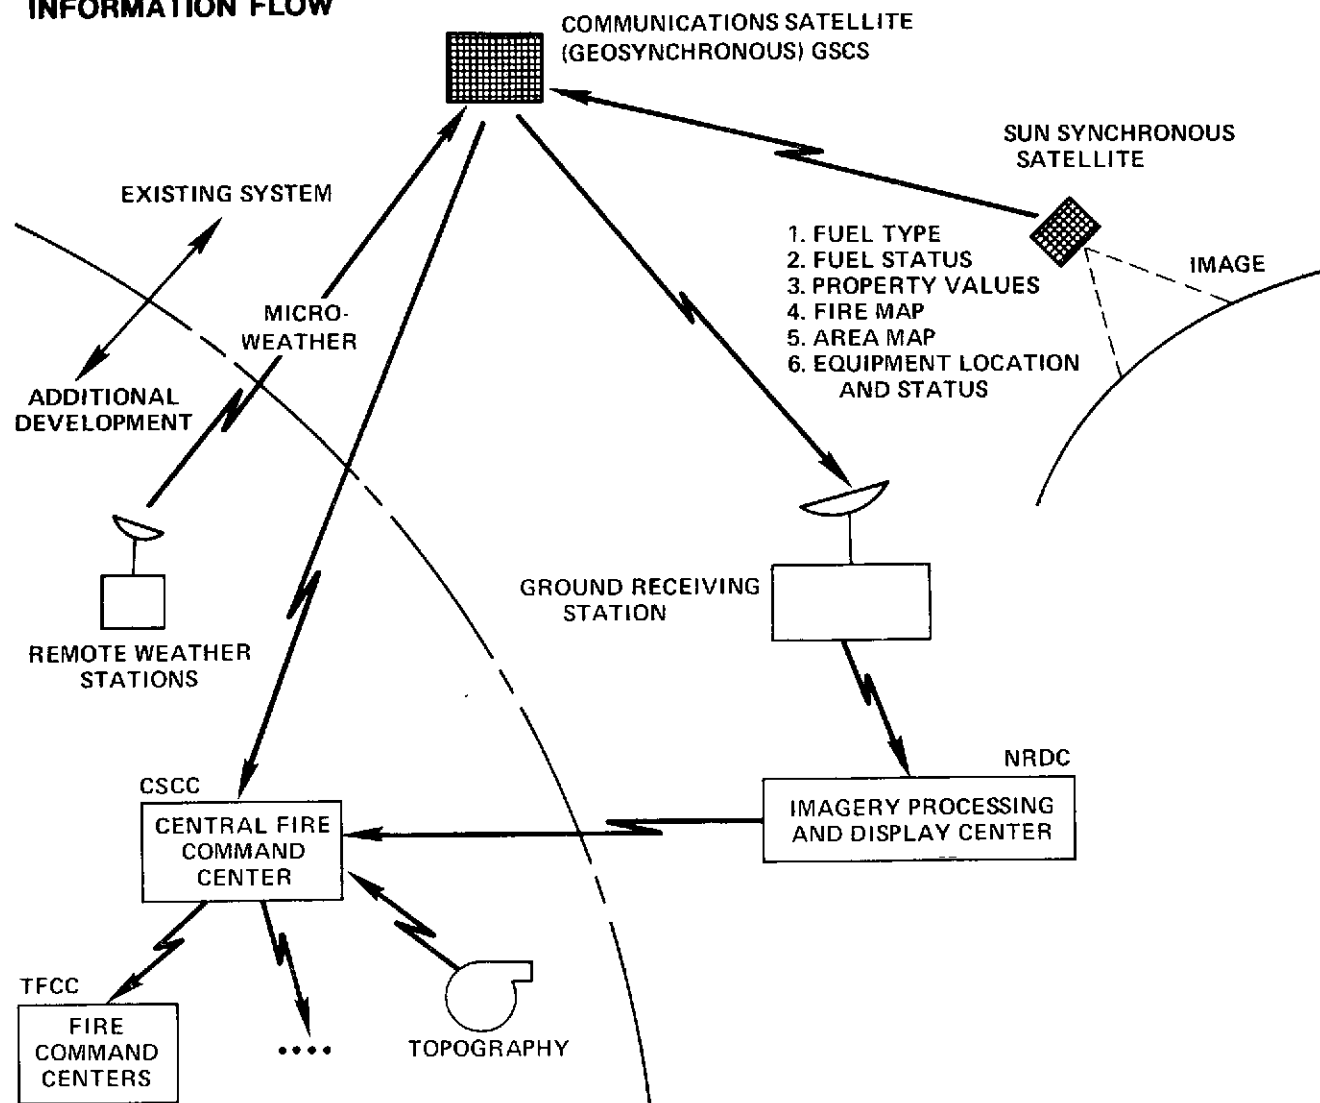 INFORMATION FLOW
COMMUNICATIONS SATELLITE
(GEOSYNCHRONOUS) GSCS
SUN SYNCHRONOUS
SATELLITE
EXISTING SYSTEM
1. FUEL TYPE
2. FUEL STATUS
3. PROPERTY VALUES
4. FIRE MAP
5. AREA MAP
6. EQUIPMENT LOCATION
AND STATUS
IMAGE
MICRO-
WEATHER
ADDITIONAL
DEVELOPMENT
GROUND RECEIVING
STATION
REMOTE WEATHER
STATIONS
NRDC
IMAGERY PROCESSING
AND DISPLAY CENTER
CSCC
CENTRAL FIRE
COMMAND
CENTER
TFCC
FIRE
COMMAND
CENTERS
••••
TOPOGRAPHY